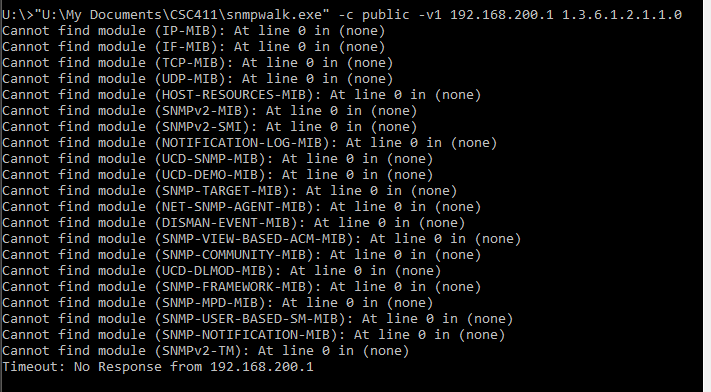 U:\>"U:\My Documents\CSC411\snmpwalk.exe" -c public -v1 192.168.200.1 1.3.6.1.2.1.1.0
Cannot find module (IP-MIB): At line 0 in (none)
Cannot find module (IF-MIB): At line 0 in (none)
Cannot find module (TCP-MIB): At line 0 in (none)
Cannot find module (UDP-MIB): At line 0 in (none)
Cannot find module (HOST-RESOURCES-MIB): At line 0 in (none)
Cannot find module (SNMPv2-MIB): At line 0 in (none)
Cannot find module (SNMPv2-SMI): At line 0 in (none)
Cannot find module (NOTIFICATION-LOG-MIB): At line 0 in (none)
Cannot find module (UCD-SNMP-MIB): At line 0 in (none)
Cannot find module (UCD-DEMO-MIB): At line 0 in (none)
Cannot find module (SNMP-TARGET-MIB): At line 0 in (none)
Cannot find module (NET-SNMP-AGENT-MIB): At line 0 in (none)
Cannot find module (DISMAN-EVENT-MIB): At line 0 in (none)
Cannot find module (SNMP-VIEW-BASED-ACM-MIB): At line 0 in (none)
Cannot find module (SNMP-COMMUNITY-MIB): At line 0 in (none)
Cannot find module (UCD-DLMOD-MIB): At line 0 in (none)
Cannot find module (SNMP-FRAMEWORK-MIB): At line 0 in (none)
Cannot find module (SNMP-MPD-MIB): At line 0 in (none)
Cannot find module (SNMP-USER-BASED-SM-MIB): At line 0 in (none)
Cannot find module (SNMP-NOTIFICATION-MIB): At line 0 in (none)
Cannot find module (SNMPv2-TM): At line 0 in (none)
Timeout: No Response from 192.168.200.1